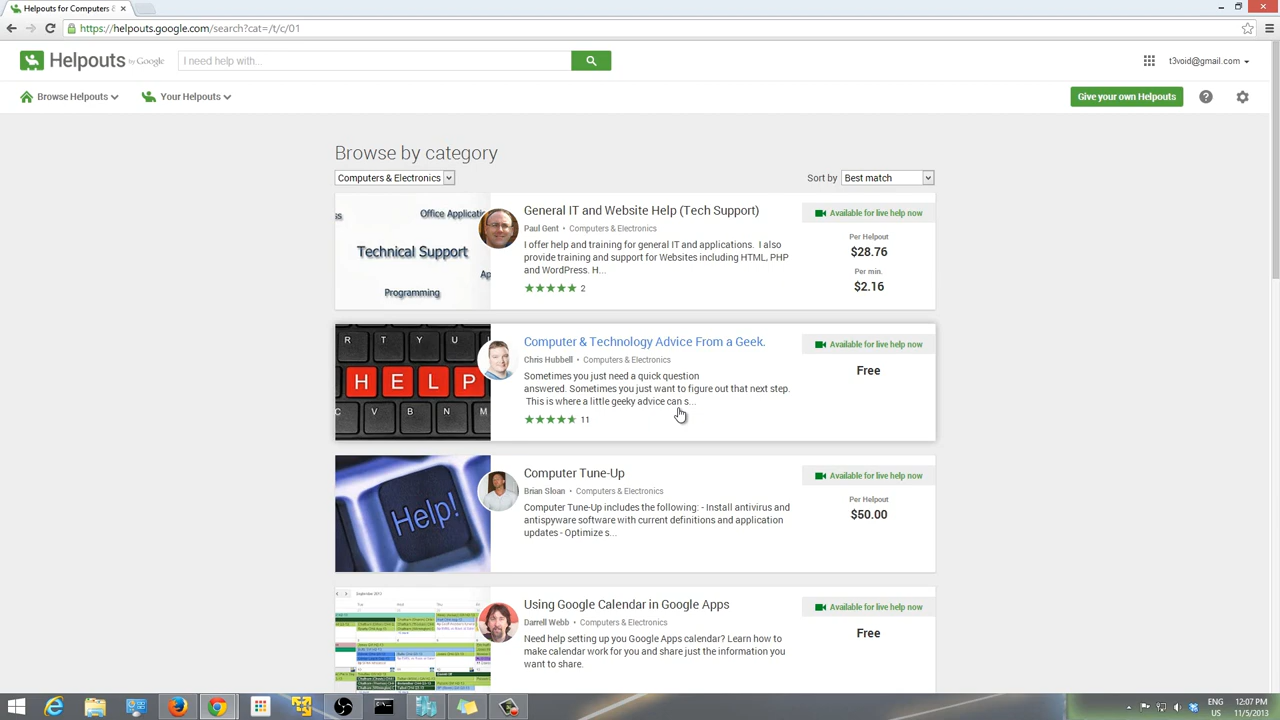 Helpouts for Computers &
https://helpouts.google.com/search?cat=/t/c/01
Helpouts by Google
I need help with...
t3void@gmail.com
Browse Helpouts
Your Helpouts
Give your own Helpouts
Browse by category
Computers & Electronics
Sort by Best match
Office Applicati
Technical Support
Ap
Programming
General IT and Website Help (Tech Support)
Paul Gent • Computers & Electronics
I offer help and training for general IT and applications. I also
provide training and support for Websites including HTML, PHP
and WordPress. H...
2
Available for live help now
Per Helpout
$28.76
Per min.
$2.16
R T Y U
H E L P
C V B N M
Computer & Technology Advice From a Geek.
Chris Hubbell • Computers & Electronics
Sometimes you just need a quick question
answered. Sometimes you just want to figure out that next step.
This is where a little geeky advice can s...
11
Available for live help now
Free
Help!
Computer Tune-Up
Brian Sloan • Computers & Electronics
Computer Tune-Up includes the following: - Install antivirus and
antispyware software with current definitions and application
updates - Optimize s...
Available for live help now
Per Helpout
$50.00
Using Google Calendar in Google Apps
Darrell Webb • Computers & Electronics
Need help setting up you Google Apps calendar? Learn how to
make calendar work for you and share just the information you
want to share.
Available for live help now
Free
ENG
US
12:07 PM
11/5/2013